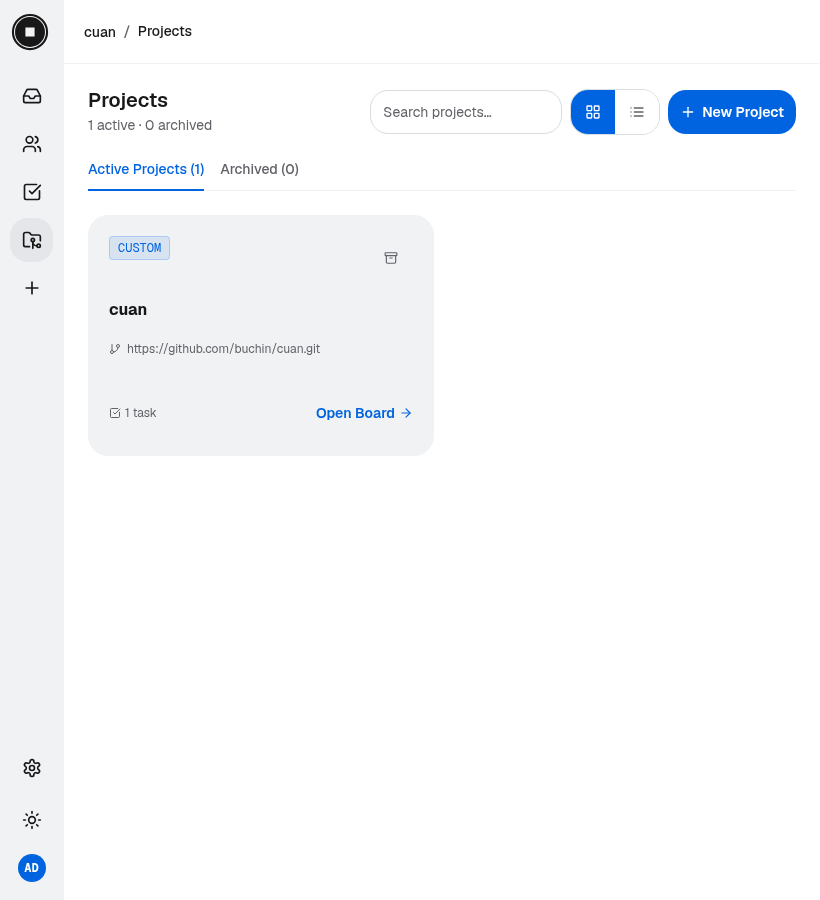 cuan / Projects
Projects
1 active · 0 archived
Search projects...
New Project
Active Projects (1)
Archived (0)
CUSTOM
cuan
https://github.com/buchin/cuan.git
1 task
Open Board
AD